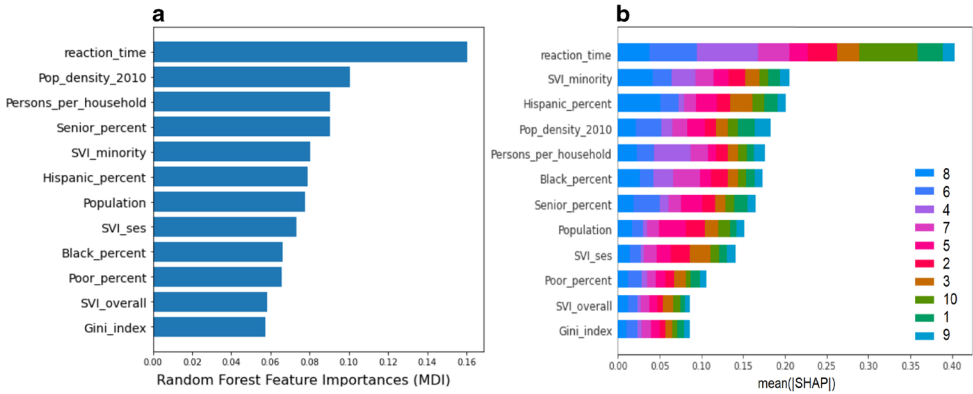 a
reaction_time
Pop_density_2010
Persons_per_household
Senior_percent
SVI_minority
Hispanic_percent
Population
SVI_ses
Black_percent
Poor_percent
SVI_overall
Gini_index
0.00 0.02 0.04 0.06 0.08 0.10 0.12 0.14 0.16
Random Forest Feature Importances (MDI)
b
reaction_time
SVI_minority
Hispanic_percent
Pop_density_2010
Persons_per_household
Black_percent
Senior_percent
Population
SVI_ses
Poor_percent
SVI_overall
Gini_index
8
6
4
7
5
2
3
10
1
9
0.00 0.05 0.10 0.15 0.20 0.25 0.30 0.35 0.40
mean(|SHAP|)